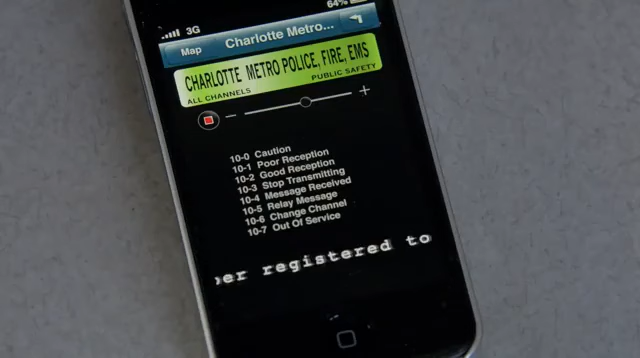 3G
64%
Map
Charlotte Metro...
CHARLOTTE METRO POLICE, FIRE, EMS
ALL CHANNELS
PUBLIC SAFETY
10-0 Caution
10-1 Poor Reception
10-2 Good Reception
10-3 Stop Transmitting
10-4 Message Received
10-5 Relay Message
10-6 Change Channel
10-7 Out Of Service
er registered to